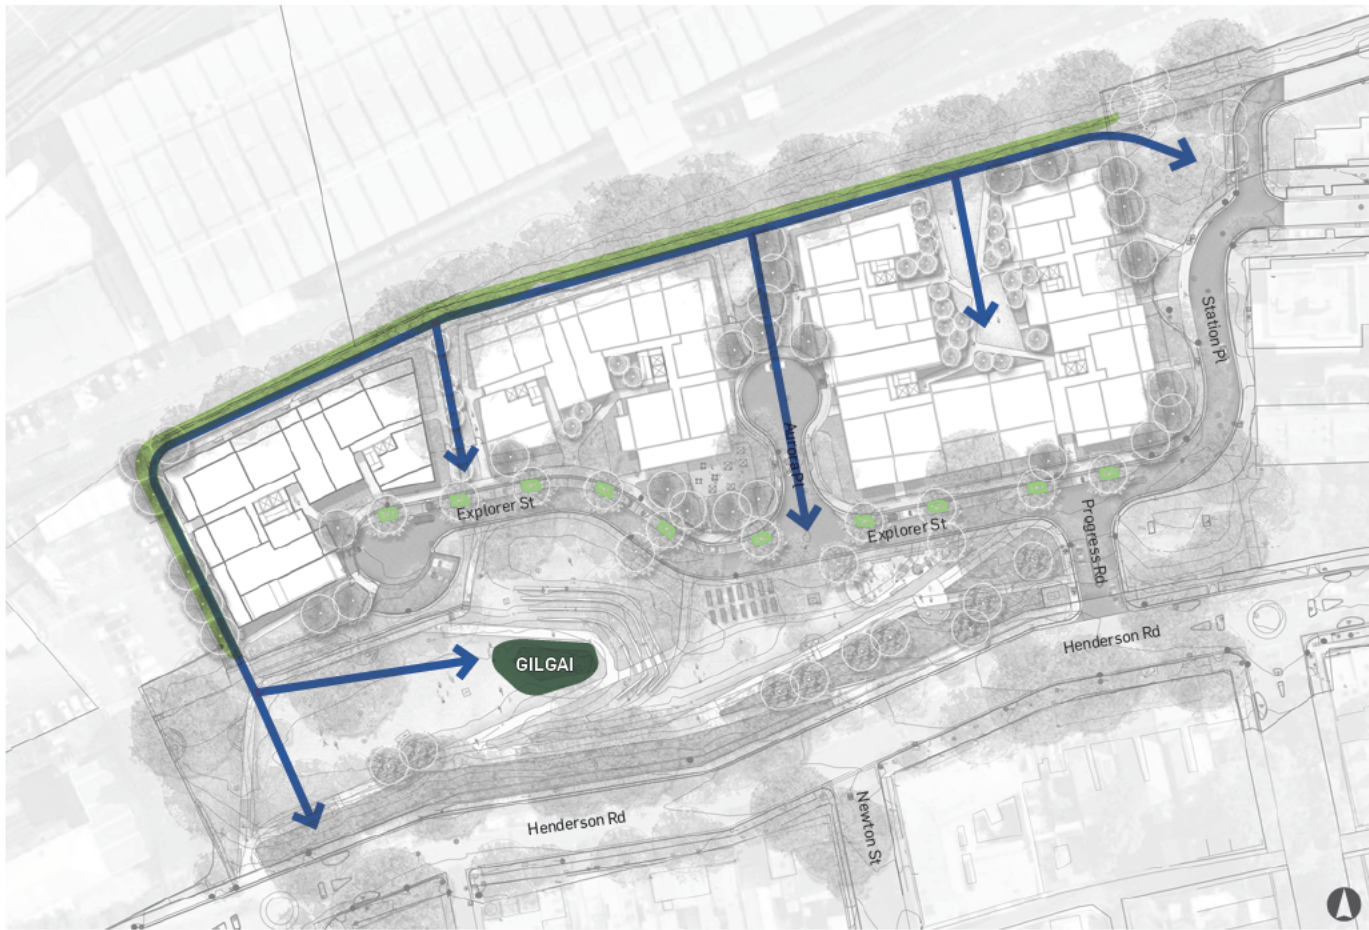 Station Pl
Aurora Pl
Explorer St
Explorer St
Progress Rd
GILGAI
Henderson Rd
Henderson Rd
Newton St